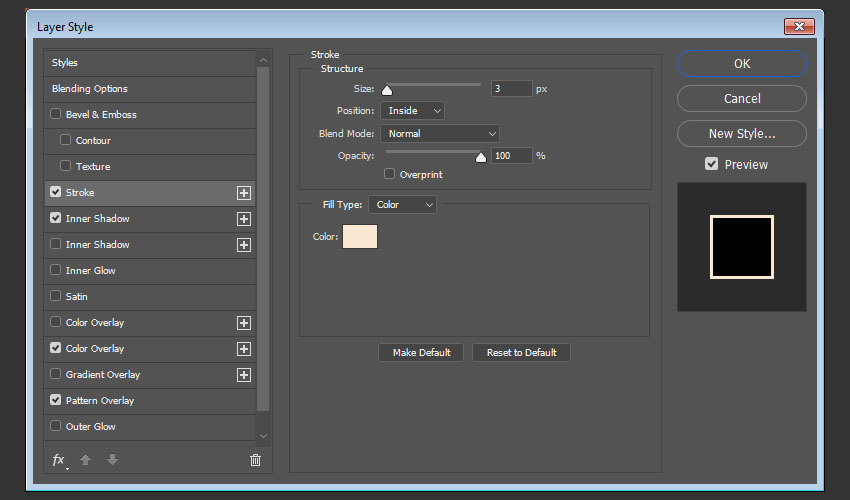 Layer Style
Styles
Blending Options
Bevel & Emboss
Contour
Texture
Stroke
Inner Shadow
Inner Shadow
Inner Glow
Satin
Color Overlay
Color Overlay
Gradient Overlay
Pattern Overlay
Outer Glow
fx
Stroke
Structure
Size: 3 px
Position: Inside
Blend Mode: Normal
Opacity: 100 %
Overprint
Fill Type: Color
Color:
Make Default Reset to Default
OK
Cancel
New Style...
Preview